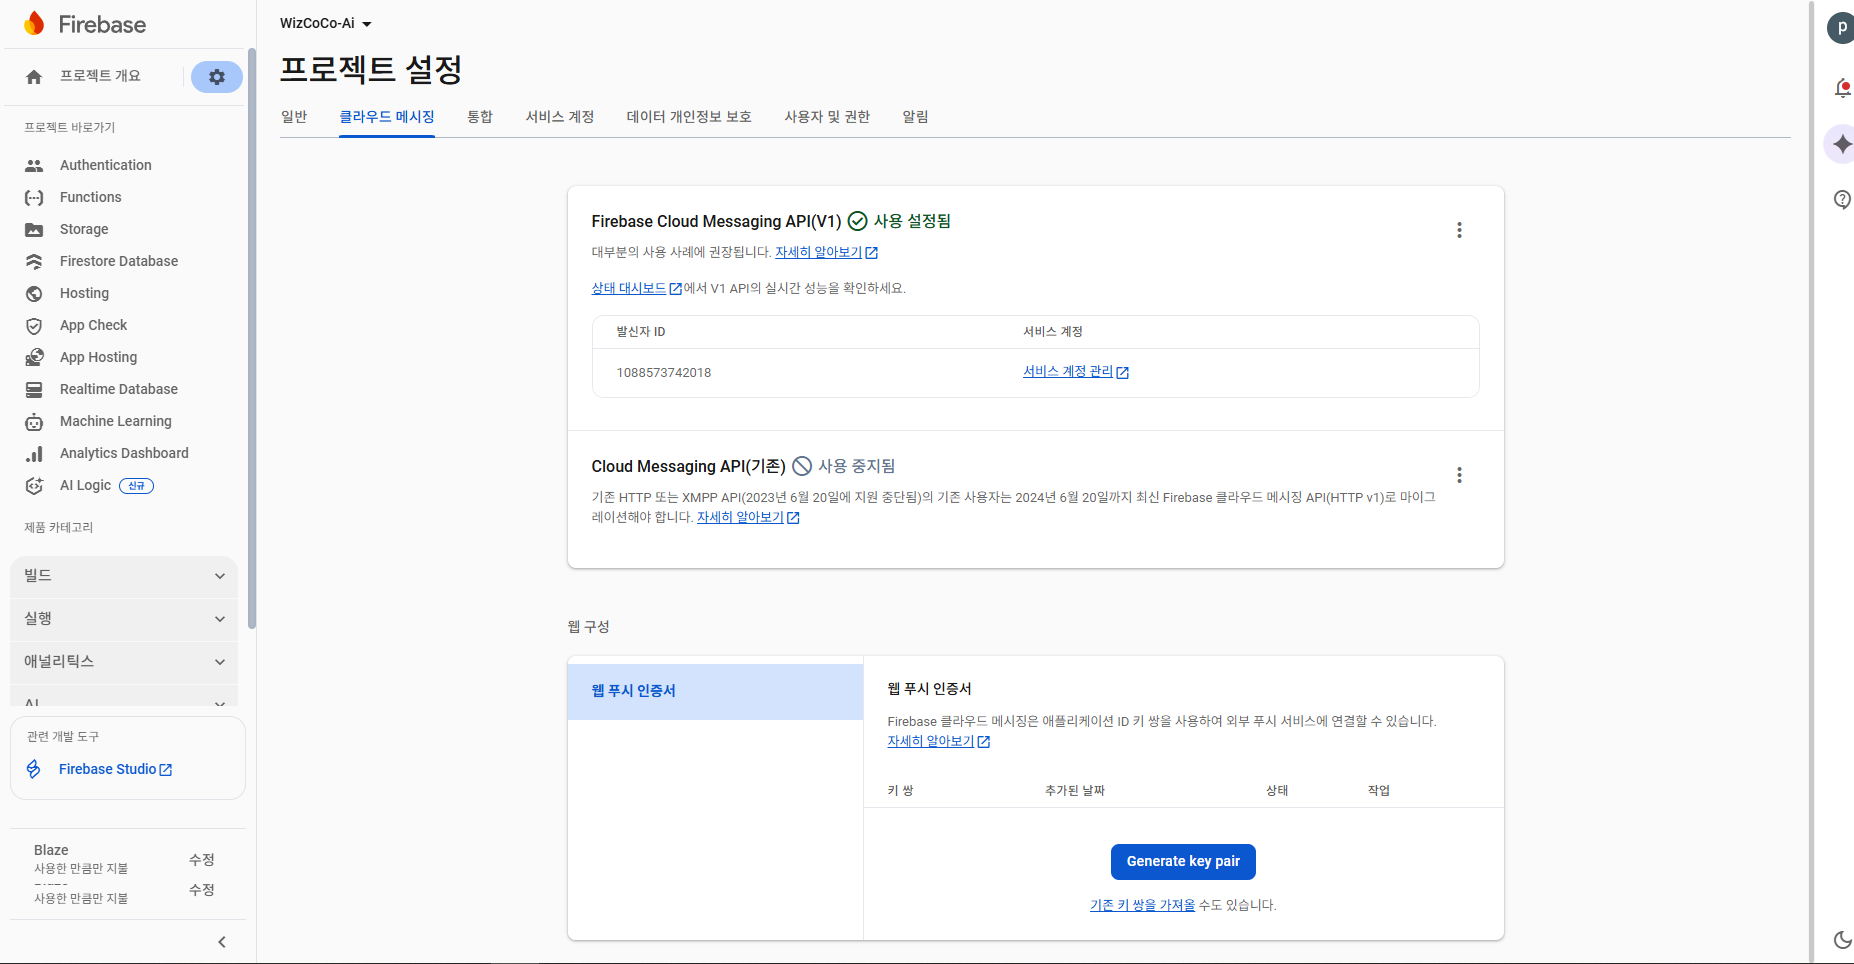 Firebase
프로젝트 개요
프로젝트 바로가기
Authentication
Functions
Storage
Firestore Database
Hosting
App Check
App Hosting
Realtime Database
Machine Learning
Analytics Dashboard
AI Logic 신규
제품 카테고리
빌드
실행
애널리틱스
AI
관련 개발 도구
Firebase Studio
Blaze
사용한 만큼만 지불
수정
사용한 만큼만 지불
수정
WizCoCo-Ai
프로젝트 설정
일반 클라우드 메시징 통합 서비스 계정 데이터 개인정보 보호 사용자 및 권한 알림
Firebase Cloud Messaging API(V1) 사용 설정됨
대부분의 사용 사례에 권장됩니다. 자세히 알아보기
상태 대시보드에서 V1 API의 실시간 성능을 확인하세요.
발신자 ID 서비스 계정
1088573742018 서비스 계정 관리
Cloud Messaging API(기존) 사용 중지됨
기존 HTTP 또는 XMPP API(2023년 6월 20일에 지원 중단됨)의 기존 사용자는 2024년 6월 20일까지 최신 Firebase 클라우드 메시징 API(HTTP v1)로 마이그
레이션해야 합니다. 자세히 알아보기
웹 구성
웹 푸시 인증서
웹 푸시 인증서
Firebase 클라우드 메시징은 애플리케이션 ID 키 쌍을 사용하여 외부 푸시 서비스에 연결할 수 있습니다.
자세히 알아보기
키 쌍 추가된 날짜 상태 작업
Generate key pair
기존 키 쌍을 가져올 수도 있습니다.
p